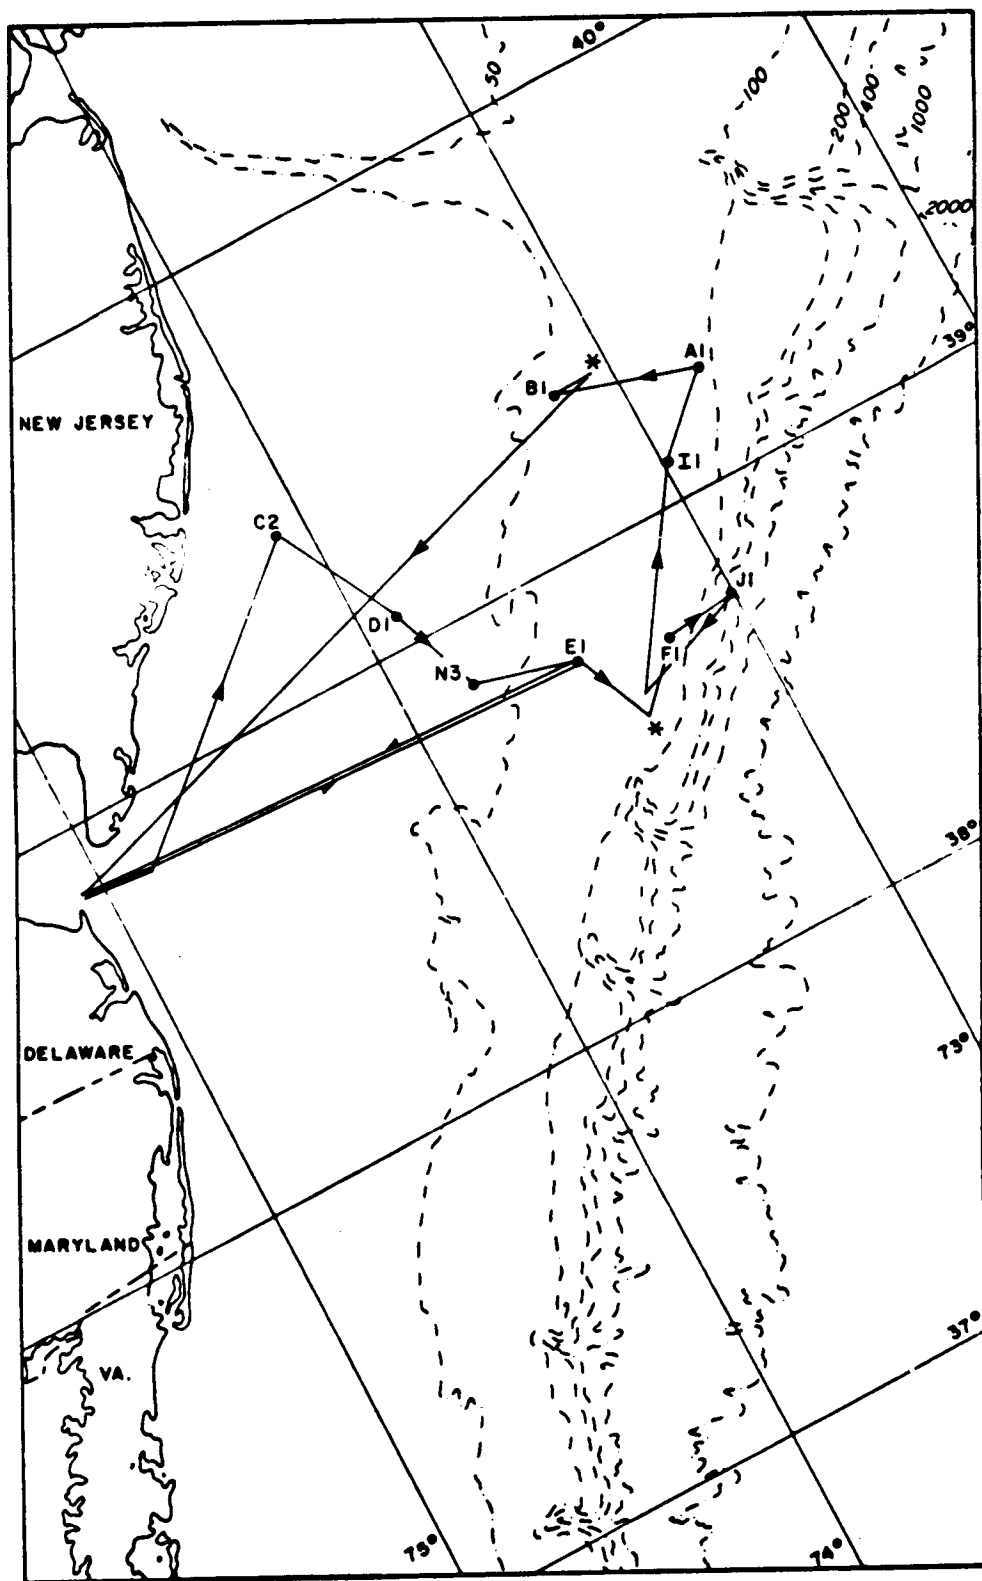 40°
50
100
200
400
1000
2000
39°
*
A1
B1
NEW JERSEY
I1
C2
J1
D1
F1
E1
N3
*
38°
73°
DELAWARE
MARYLAND
37°
VA.
75°
74°